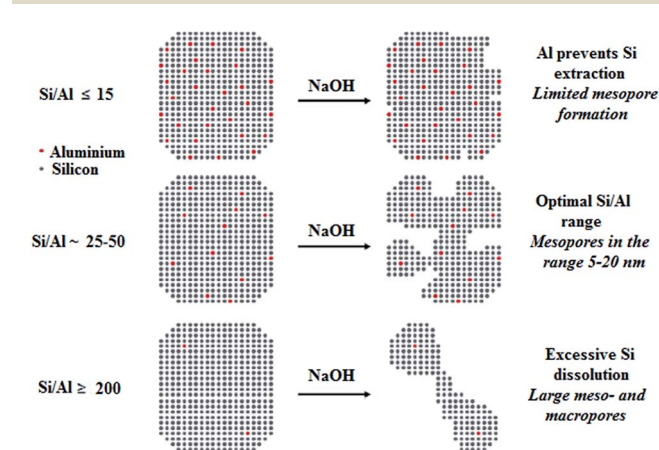 Si/Al ≤ 15
NaOH
Al prevents Si
extraction
Limited mesopore
formation
• Aluminium
• Silicon
Si/Al ~ 25-50
NaOH
Optimal Si/Al
range
Mesopores in the
range 5-20 nm
Si/Al ≥ 200
NaOH
Excessive Si
dissolution
Large meso- and
macropores